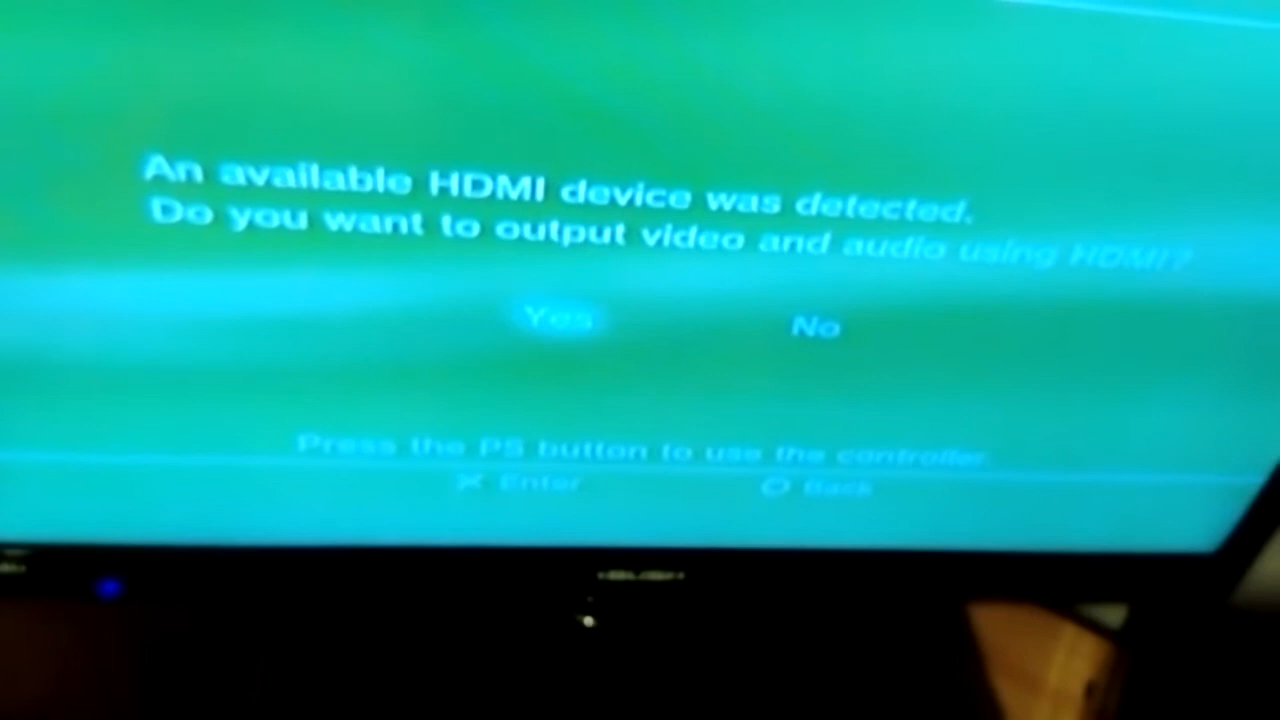 An available HDMI device was detected.
Do you want to output video and audio using HDMI?
Yes No
Press the PS button to use the controller.
Enter Back